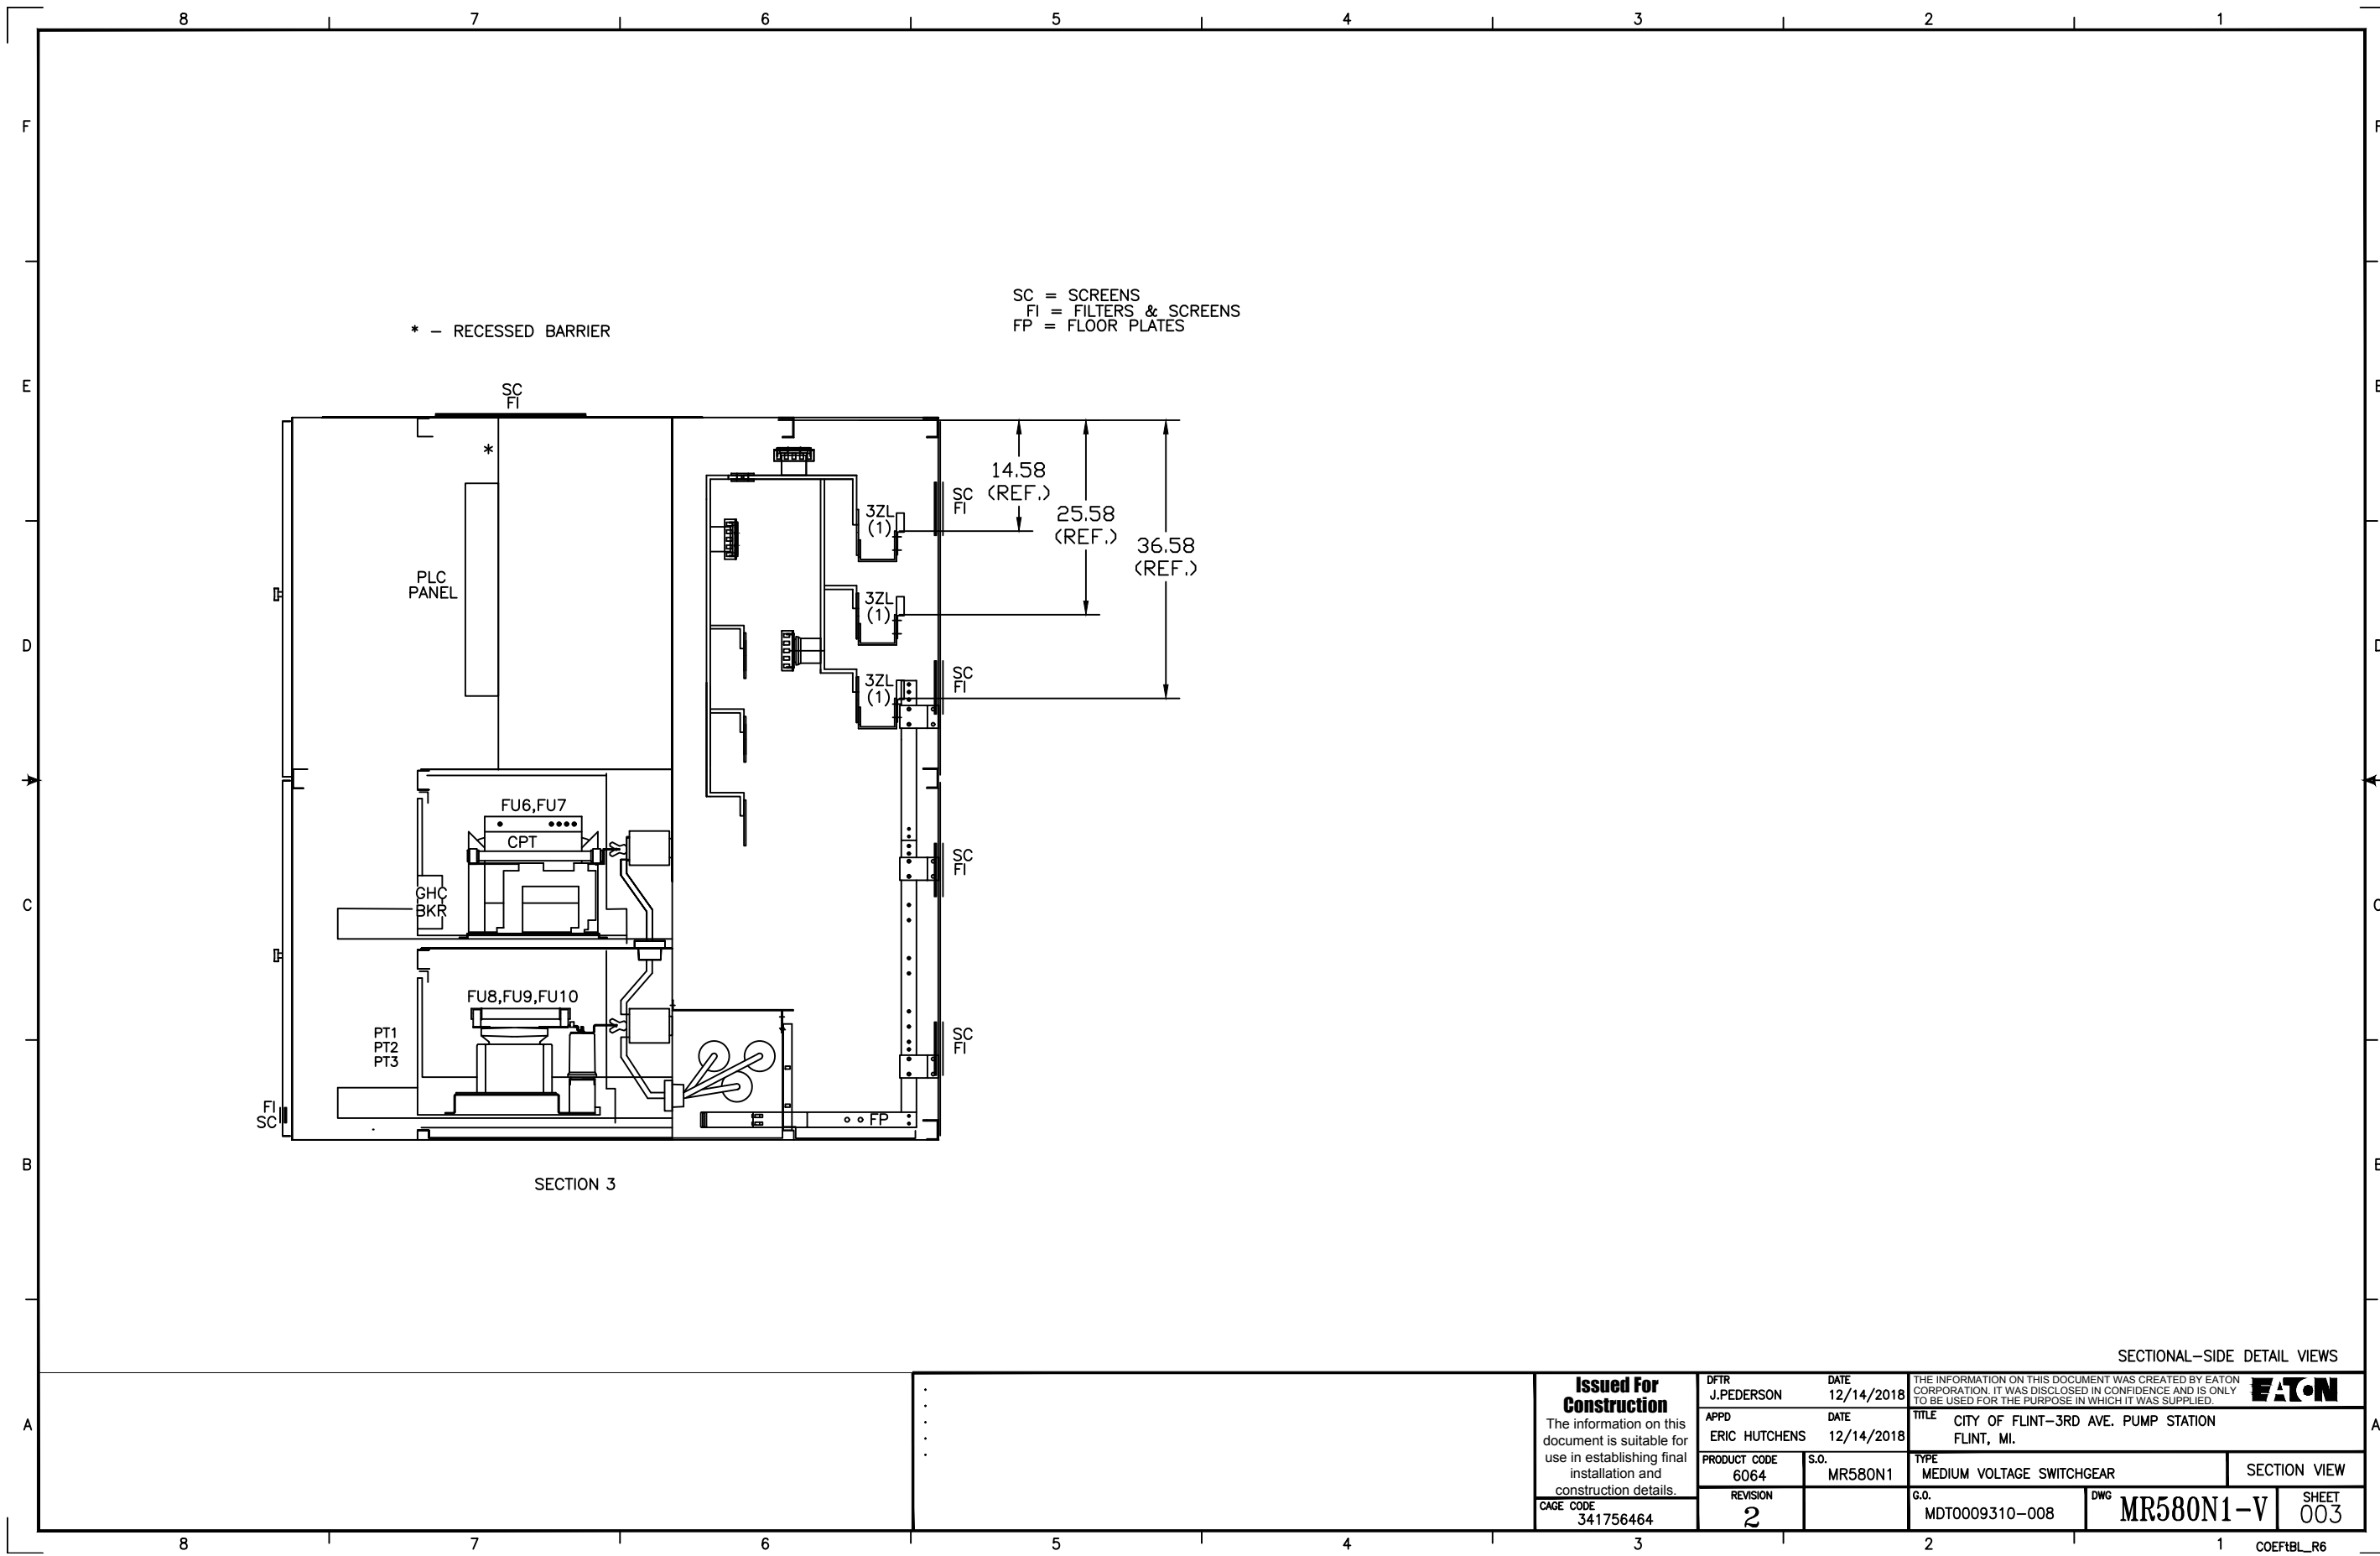 8 7 6 5 4 3 2 1
F
F
SC = SCREENS
FI = FILTERS & SCREENS
FP = FLOOR PLATES
* – RECESSED BARRIER
E
SC
FI
*
14.58
(REF.)
25.58
(REF.)
36.58
(REF.)
SC
FI
3ZL
(1)
PLC
PANEL
3ZL
(1)
D
SC
FI
3ZL
(1)
FU6,FU7
CPT
SC
FI
GHC
BKR
C
FU8,FU9,FU10
PT1
PT2
PT3
SC
FI
FI
SC
FP
B
SECTION 3
SECTIONAL–SIDE DETAIL VIEWS
A
A
Issued For
Construction
The information on this
document is suitable for
use in establishing final
installation and
construction details.
CAGE CODE
341756464
DFTR
J.PEDERSON
DATE
12/14/2018
APPD
ERIC HUTCHENS
DATE
12/14/2018
PRODUCT CODE
6064
S.O.
MR580N1
REVISION
2
THE INFORMATION ON THIS DOCUMENT WAS CREATED BY EATON
CORPORATION. IT WAS DISCLOSED IN CONFIDENCE AND IS ONLY
TO BE USED FOR THE PURPOSE IN WHICH IT WAS SUPPLIED.
EATON
TITLE
CITY OF FLINT–3RD AVE. PUMP STATION
FLINT, MI.
TYPE
MEDIUM VOLTAGE SWITCHGEAR
SECTION VIEW
G.O.
MDT0009310–008
DWG
MR580N1-V
SHEET
003
8 7 6 5 4 3 2 1
COEFtBL_R6